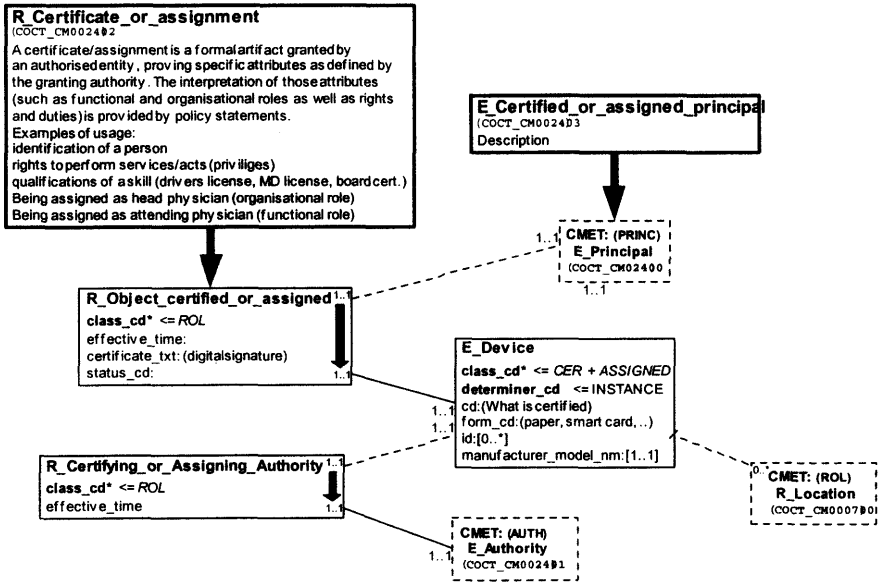 R_Certificate_or_assignment
(COCT_CM002402
A certificate/assignment is a formal artifact granted by
an authorised entity, proving specific attributes as defined by
the granting authority. The interpretation of those attributes
(such as functional and organisational roles as well as rights
and duties) is provided by policy statements.
Examples of usage:
identification of a person
rights to perform services/acts (priviliges)
qualifications of a skill (drivers license, MD license, board cert.)
Being assigned as head physician (organisational role)
Being assigned as attending physician (functional role)
E_Certified_or_assigned_principal
(COCT_CM002403
Description
1..1
CMET: (PRINC)
E_Principal
(COCT_CM02400
1..1
R_Object_certified_or_assigned
1..1
class_cd* <= ROL
effective_time:
certificate_txt: (digitalsignature)
status_cd:
1..1
E_Device
class_cd* <= CER + ASSIGNED
determiner_cd <= INSTANCE
cd:(What is certified)
form_cd:(paper, smart card,..)
id:[0..*]
manufacturer_model_nm:[1..1]
1..1
1..1
R_Certifying_or_Assigning_Authority
1..1
class_cd* <= ROL
effective_time
1..1
0..*
CMET: (ROL)
R_Location
(COCT_CM000700
CMET: (AUTH)
E_Authority
(COCT_CM002401
1..1